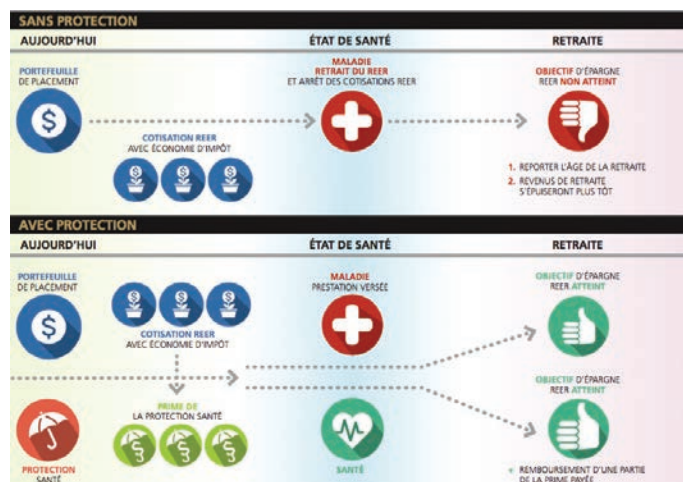 SANS PROTECTION
AUJOURD'HUI
ÉTAT DE SANTÉ
RETRAITE
PORTEFEUILLE
DE PLACEMENT
$
COTISATION REER
AVEC ÉCONOMIE D'IMPÔT
$ $ $
MALADIE
RETRAIT DU REER
ET ARRÊT DES COTISATIONS REER
OBJECTIF D'ÉPARGNE
REER NON ATTEINT
1. REPORTER L'ÂGE DE LA RETRAITE
2. REVENUS DE RETRAITE
S'ÉPUISERONT PLUS TÔT
AVEC PROTECTION
AUJOURD'HUI
ÉTAT DE SANTÉ
RETRAITE
PORTEFEUILLE
DE PLACEMENT
$
$ $ $
COTISATION REER
AVEC ÉCONOMIE D'IMPÔT
MALADIE
PRESTATION VERSÉE
OBJECTIF D'ÉPARGNE
REER ATTEINT
PROTECTION
SANTÉ
PRIME DE
LA PROTECTION SANTÉ
$ $ $
SANTÉ
OBJECTIF D'ÉPARGNE
REER ATTEINT
+ REMBOURSEMENT D'UNE PARTIE
DE LA PRIME PAYÉE